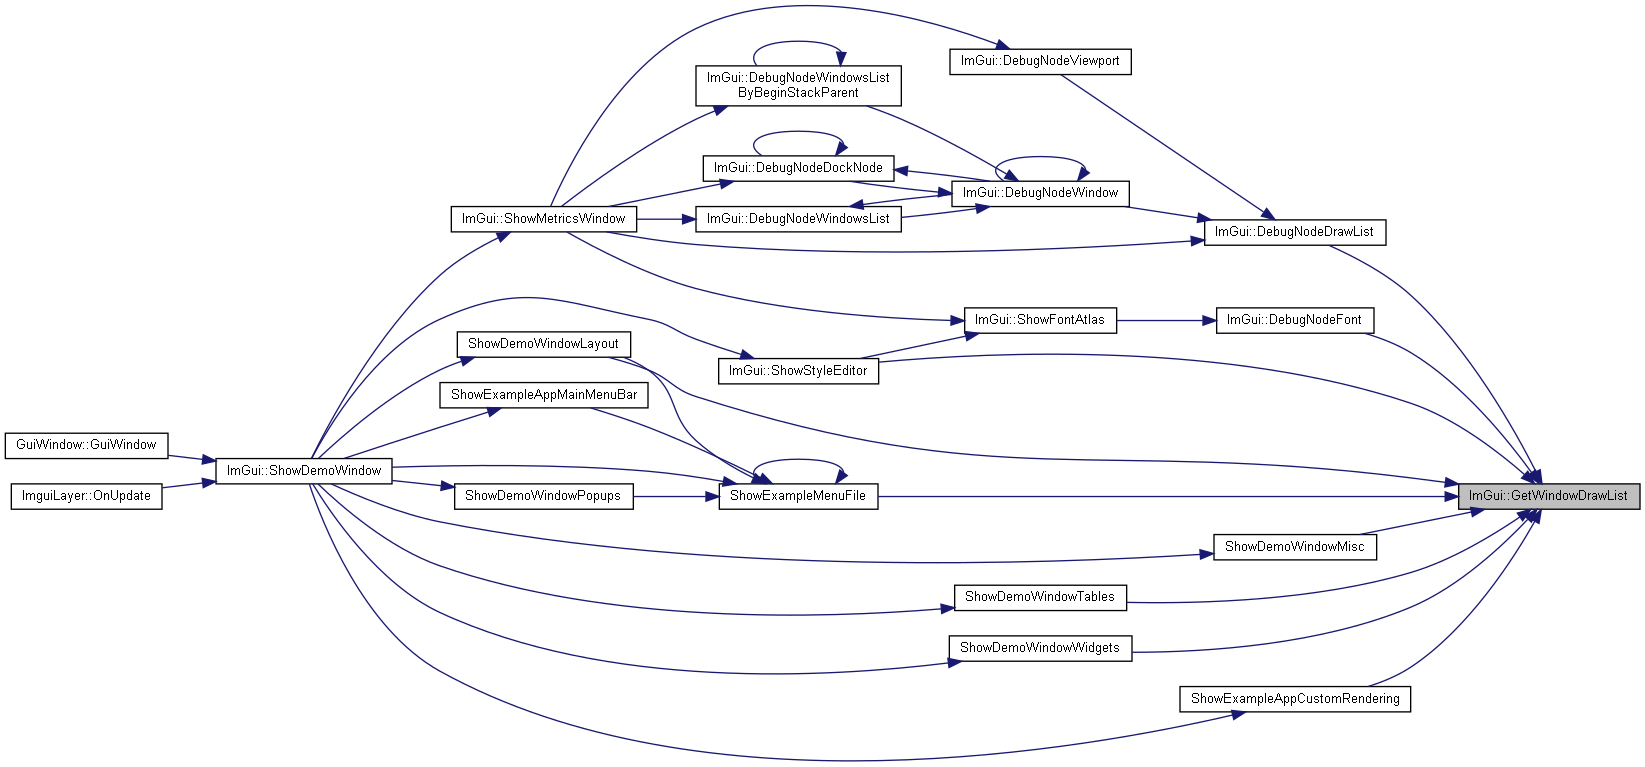 ImGui::DebugNodeViewport
ImGui::DebugNodeWindowsList
ByBeginStackParent
ImGui::DebugNodeDockNode
ImGui::DebugNodeWindow
ImGui::ShowMetricsWindow
ImGui::DebugNodeWindowsList
ImGui::DebugNodeDrawList
ImGui::ShowFontAtlas
ImGui::DebugNodeFont
ShowDemoWindowLayout
ImGui::ShowStyleEditor
ShowExampleAppMainMenuBar
GuiWindow::GuiWindow
ImGui::ShowDemoWindow
ImguiLayer::OnUpdate
ShowDemoWindowPopups
ShowExampleMenuFile
ImGui::GetWindowDrawList
ShowDemoWindowMisc
ShowDemoWindowTables
ShowDemoWindowWidgets
ShowExampleAppCustomRendering